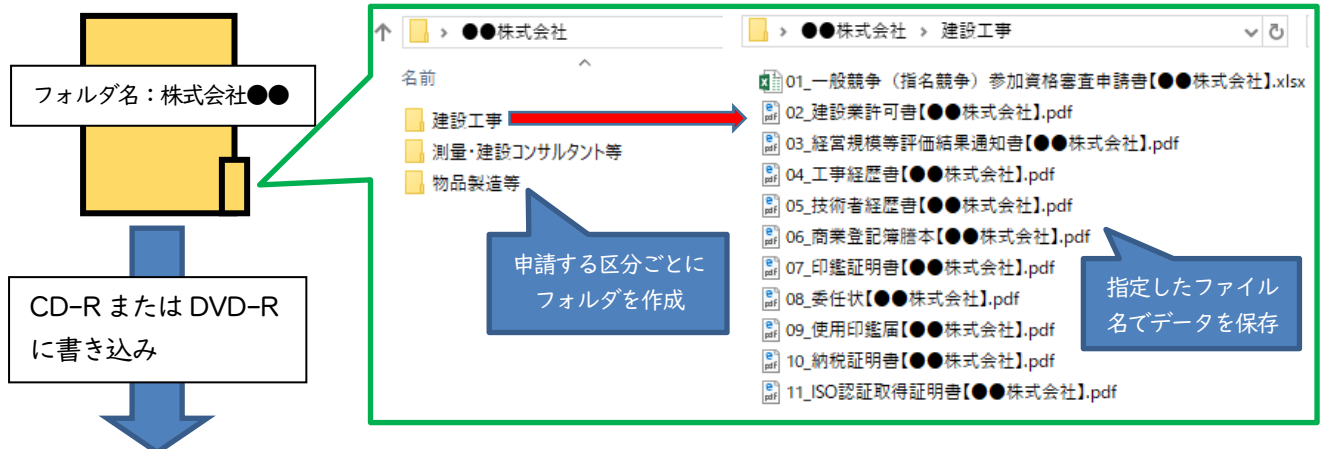 フォルダ名：株式会社●●
CD-R または DVD-R
に書き込み
●●株式会社
名前
建設工事
測量・建設コンサルタント等
物品製造等
申請する区分ごとに
フォルダを作成
●●株式会社 › 建設工事
01_一般競争（指名競争）参加資格審査申請書【●●株式会社】.xlsx
02_建設業許可書【●●株式会社】.pdf
03_経営規模等評価結果通知書【●●株式会社】.pdf
04_工事経歴書【●●株式会社】.pdf
05_技術者経歴書【●●株式会社】.pdf
06_商業登記簿謄本【●●株式会社】.pdf
07_印鑑証明書【●●株式会社】.pdf
08_委任状【●●株式会社】.pdf
09_使用印鑑届【●●株式会社】.pdf
10_納税証明書【●●株式会社】.pdf
11_ISO認証取得証明書【●●株式会社】.pdf
指定したファイル
名でデータを保存